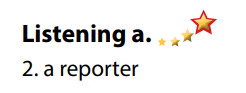 Listening a.
2. a reporter